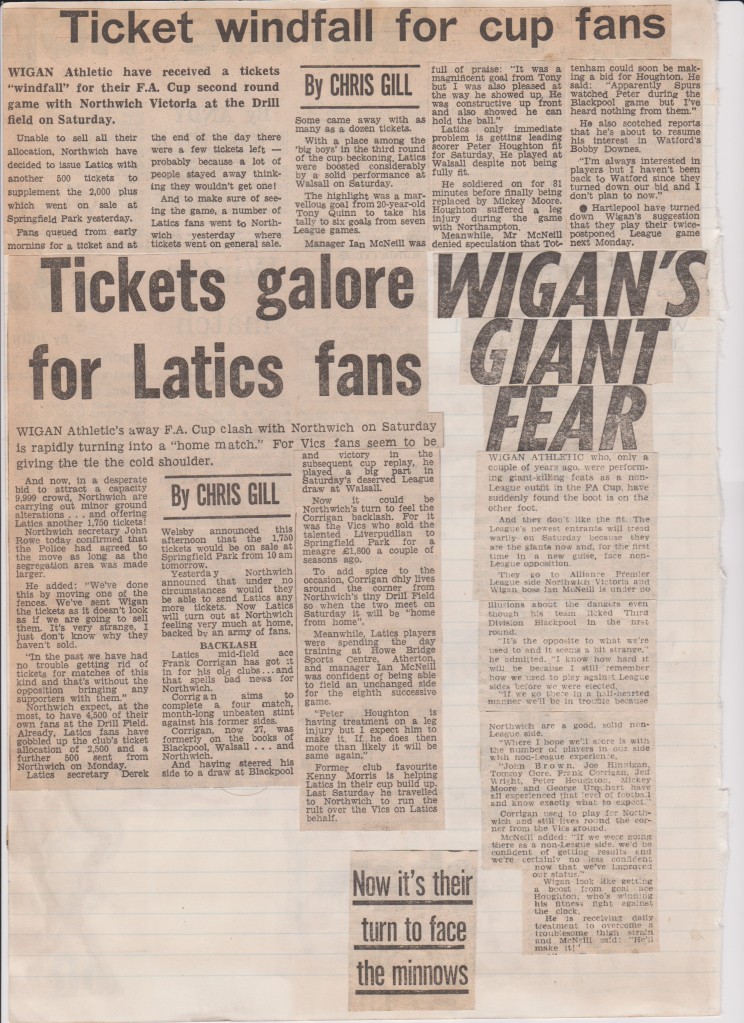 Ticket windfall for cup fans
WIGAN Athletic have received a tickets
"windfall" for their F.A. Cup second round
game with Northwich Victoria at the Drill
field on Saturday.
Unable to sell all their
allocation, Northwich have
decided to issue Latics with
another 500 tickets to
supplement the 2,000 plus
which went on sale at
Springfield Park yesterday.
Fans queued from early
morning for a ticket and at
the end of the day there
were a few tickets left —
probably because a lot of
people stayed away think-
ing they wouldn't get one!
And to make sure of see-
ing the game, a number of
Latics fans went to North-
wich yesterday where
tickets went on general sale.
By CHRIS GILL
Some came away with as
many as a dozen tickets.
With a place among the
'big boys' in the third round
of the cup beckoning, Latics
were boosted considerably
by a solid performance at
Walsall on Saturday.
The highlight was a mar-
vellous goal from 20-year-old
Tony Quinn to take his
tally to six goals from seven
League games.
Manager Ian McNeill was
full of praise: "It was a
magnificent goal from Tony
but I was also pleased at
the way he showed up. He
was constructive up front
and also showed he can
hold the ball."
Latics only immediate
problem is getting leading
scorer Peter Houghton fit
for Saturday. He played at
Walsall despite not being
fully fit.
He soldiered on for 81
minutes before finally being
replaced by Mickey Moore.
Houghton suffered a leg
injury during the game
with Northampton.
Meanwhile, Mr McNeill
denied speculation that Tot-
tenham could soon be mak-
ing a bid for Houghton. He
said: "Apparently Spurs
watched Peter during the
Blackpool game but I've
heard nothing from them."
He also scotched reports
that he's about to resume
his interest in Watford's
Bobby Downes.
"I'm always interested in
players but I haven't been
back to Watford since they
turned down our bid and I
don't plan to now."
● Hartlepool have turned
down Wigan's suggestion
that they play their twice-
postponed League game
next Monday.
Tickets galore
for Latics fans
WIGAN Athletic's away F.A. Cup clash with Northwich on Saturday
is rapidly turning into a "home match." For Vics fans seem to be
giving the tie the cold shoulder.
And now, in a desperate
bid to attract a capacity
9,999 crowd, Northwich are
carrying out minor ground
alterations . . . and offering
Latics another 1,750 tickets!
Northwich secretary John
Rowe today confirmed that
the Police had agreed to
the move as long as the
segregation area was made
larger.
He added: "We've done
this by moving one of the
fences. We've sent Wigan
the tickets as it doesn't look
as if we are going to sell
them. It's very strange, I
just don't know why they
haven't sold.
"In the past we have had
no trouble getting rid of
tickets for matches of this
kind and that's without the
opposition bringing any
supporters with them."
Northwich expect, at the
most, to have 4,500 of their
own fans at the Drill Field.
Already, Latics fans have
gobbled up the club's ticket
allocation of 2,500 and a
further 500 sent from
Northwich on Monday.
Latics secretary Derek
By CHRIS GILL
Welsby announced this
afternoon that the 1,750
tickets would be on sale at
Springfield Park from 10 am
tomorrow.
Yesterday Northwich
announced that under no
circumstances would they
be able to send Latics any
more tickets. Now Latics
will turn out at Northwich
feeling very much at home,
backed by an army of fans.
BACKLASH
Latics mid-field ace
Frank Corrigan has got it
in for his old clubs . . . and
that spells bad news for
Northwich.
Corrigan aims to
complete a four match,
month-long unbeaten stint
against his former sides.
Corrigan, now 27, was
formerly on the books of
Blackpool, Walsall . . . and
Northwich.
And having steered his
side to a draw at Blackpool
and victory in the
subsequent cup replay, he
played a big part in
Saturday's deserved League
draw at Walsall.
Now it could be
Northwich's turn to feel the
Corrigan backlash. For it
was the Vics who sold the
talented Liverpudlian to
Springfield Park for a
meagre £1,800 a couple of
seasons ago.
To add spice to the
occasion, Corrigan only lives
around the corner from
Northwich's tiny Drill Field
so when the two meet on
Saturday it will be "home
from home".
Meanwhile, Latics players
were spending the day
training at Howe Bridge
Sports Centre, Atherton,
and manager Ian McNeill
was confident of being able
to field an unchanged side
for the eighth successive
game.
"Peter Houghton is
having treatment on a leg
injury but I expect him to
make it. If he does then
more than likely it will be
same again."
Former club favourite
Kenny Morris is helping
Latics in their cup build up.
Last Saturday he travelled
to Northwich to run the
rult over the Vics on Latics
behalf.
WIGAN'S
GIANT
FEAR
WIGAN ATHLETIC who, only a
couple of years ago, were perform-
ing giant-killing feats as a non-
League outfit in the FA Cup, have
suddenly found the boot is on the
other foot.
And they don't like the fit. The
League's newest entrants will tread
warily on Saturday because they
are the giants now and, for the first
time in a new guise, face non-
League opposition.
They go to Alliance Premier
League side Northwich Victoria and
Wigan boss Ian McNeill is under no
illusions about the dangers even
though his team licked Third
Division Blackpool in the first
round.
"It's the opposite to what we're
used to and it seems a bit strange,"
he admitted. "I know how hard it
will be because I still remember
how we used to play against League
sides before we were elected.
"If we go there in a half-hearted
manner we'll be in trouble because
Northwich are a good, solid non-
League side.
"Where I hope we'll score is with
the number of players in our side
with non-League experience.
"John Brown, Joe Hinnigan,
Tommy Gore, Frank Corrigan, Jeff
Wright, Peter Houghton, Mickey
Moore and George Urquhart have
all experienced that level of football
and know exactly what to expect."
Corrigan used to play for North-
wich and still lives round the cor-
ner from the Vics ground.
McNeill added: "If we were going
there as a non-League side, we'd be
confident of getting results and
we're certainly no less confident
now that we've improved
our status."
Wigan look like getting
a boost from goal ace
Houghton, who's winning
his fitness fight against
the clock.
He is receiving daily
treatment to overcome a
troublesome thigh strain
and McNeill said: "He'll
make it!"
Now it's their
turn to face
the minnows